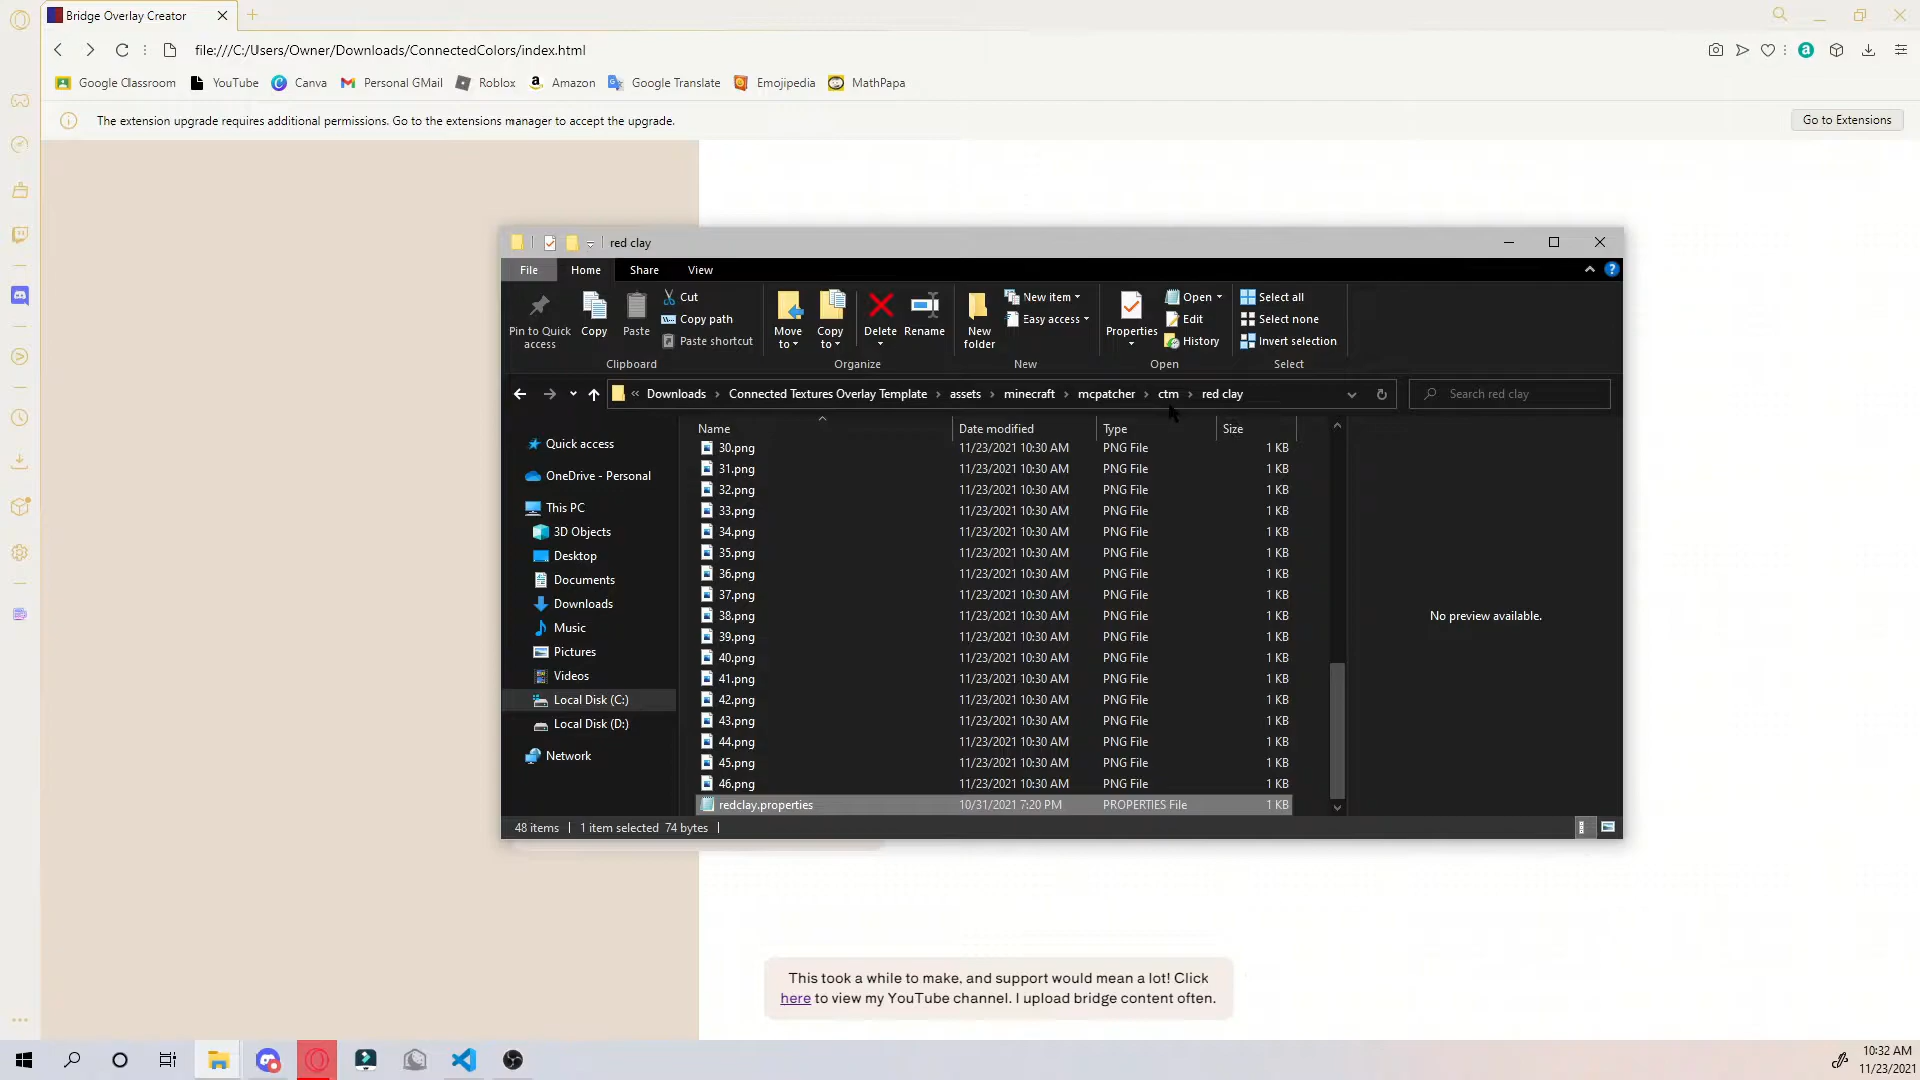 Bridge Overlay Creator
file:///C:/Users/Owner/Downloads/ConnectedColors/index.html
Google Classroom YouTube Canva Personal GMail Roblox Amazon Google Translate Emojipedia MathPapa
The extension upgrade requires additional permissions. Go to the extensions manager to accept the upgrade. Go to Extensions
red clay
File Home Share View
Pin to Quick access
Copy
Paste
Cut
Copy path
Paste shortcut
Clipboard
Move to
Copy to
Delete
Rename
Organize
New folder
New item
Easy access
New
Properties
Open
Edit
History
Open
Select all
Select none
Invert selection
Select
« Downloads › Connected Textures Overlay Template › assets › minecraft › mcpatcher › ctm › red clay
Search red clay
Quick access
OneDrive - Personal
This PC
3D Objects
Desktop
Documents
Downloads
Music
Pictures
Videos
Local Disk (C:)
Local Disk (D:)
Network
Name Date modified Type Size
30.png 11/23/2021 10:30 AM PNG File 1 KB
31.png 11/23/2021 10:30 AM PNG File 1 KB
32.png 11/23/2021 10:30 AM PNG File 1 KB
33.png 11/23/2021 10:30 AM PNG File 1 KB
34.png 11/23/2021 10:30 AM PNG File 1 KB
35.png 11/23/2021 10:30 AM PNG File 1 KB
36.png 11/23/2021 10:30 AM PNG File 1 KB
37.png 11/23/2021 10:30 AM PNG File 1 KB
38.png 11/23/2021 10:30 AM PNG File 1 KB
39.png 11/23/2021 10:30 AM PNG File 1 KB
40.png 11/23/2021 10:30 AM PNG File 1 KB
41.png 11/23/2021 10:30 AM PNG File 1 KB
42.png 11/23/2021 10:30 AM PNG File 1 KB
43.png 11/23/2021 10:30 AM PNG File 1 KB
44.png 11/23/2021 10:30 AM PNG File 1 KB
45.png 11/23/2021 10:30 AM PNG File 1 KB
46.png 11/23/2021 10:30 AM PNG File 1 KB
redclay.properties 10/31/2021 7:20 PM PROPERTIES File 1 KB
No preview available.
48 items 1 item selected 74 bytes
This took a while to make, and support would mean a lot! Click
here to view my YouTube channel. I upload bridge content often.
10:32 AM
11/23/2021